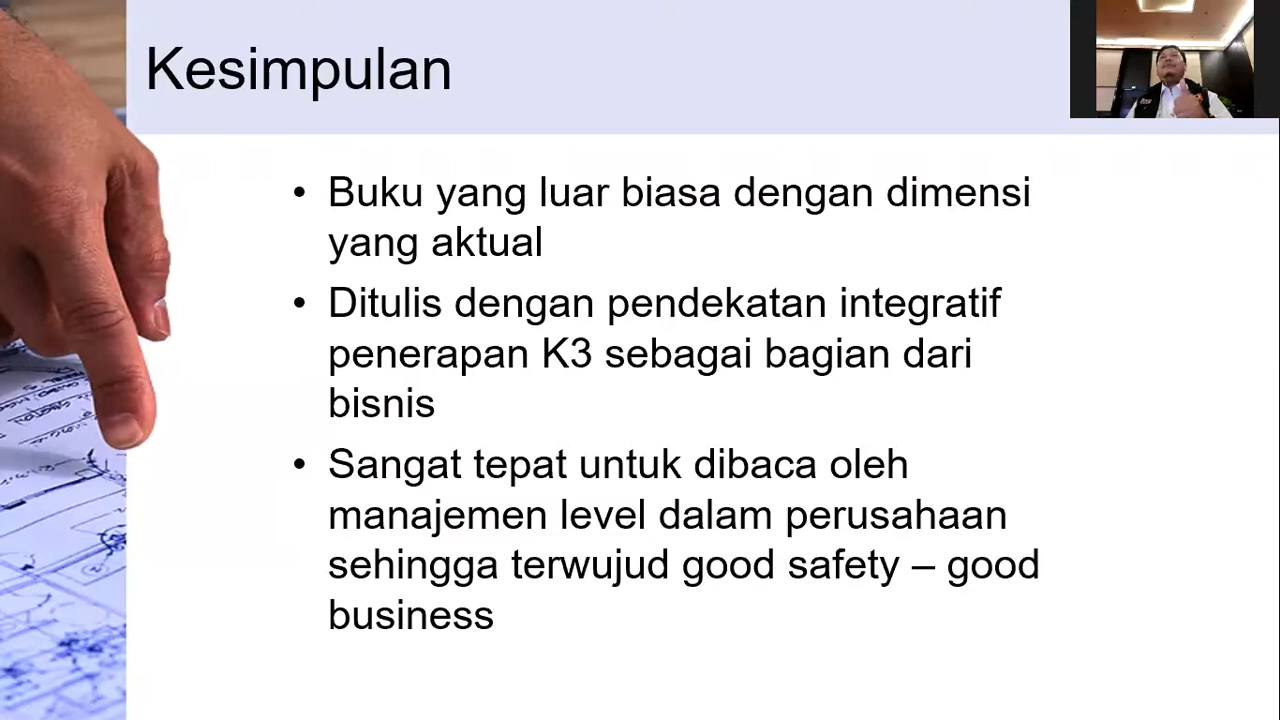 Kesimpulan
• Buku yang luar biasa dengan dimensi
yang aktual
• Ditulis dengan pendekatan integratif
penerapan K3 sebagai bagian dari
bisnis
• Sangat tepat untuk dibaca oleh
manajemen level dalam perusahaan
sehingga terwujud good safety – good
business